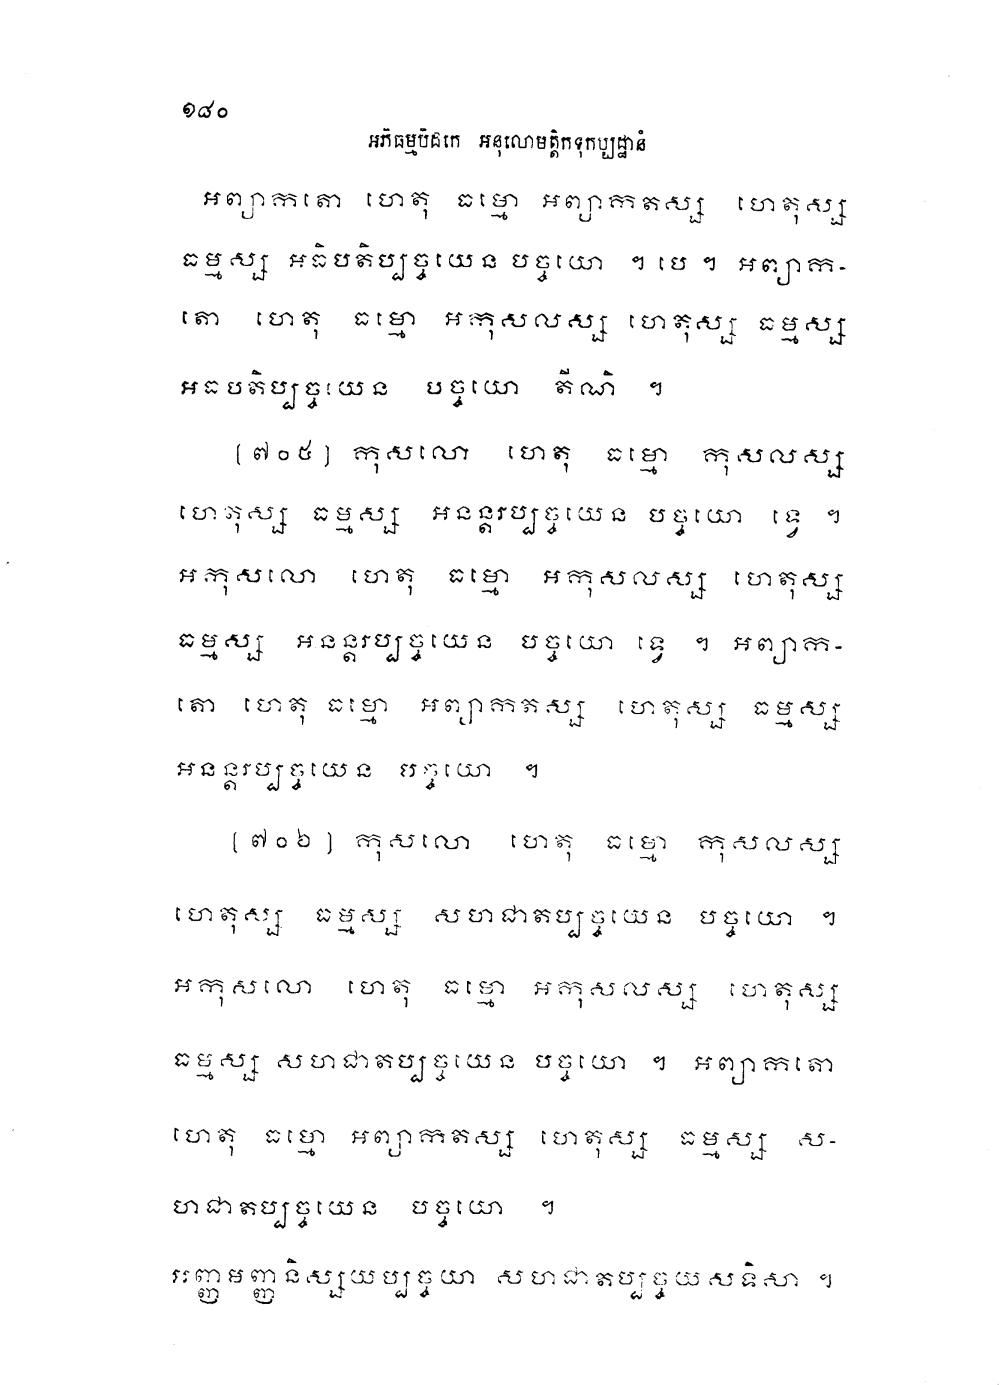 ១៨០
អភិធម្មបិដកេ អនុលោមត្តិកទុកប្បដ្ឋានំ
អព្យាកតោ ហេតុ ធម្មោ អព្យាកតស្ស ហេតុស្ស
ធម្មស្ស អធិបតិប្បច្ចយេន បច្ចយោ ។ បេ ។ អព្យាក-
តោ ហេតុ ធម្មោ អកុសលស្ស ហេតុស្ស ធម្មស្ស
អធបតិប្បច្ចយេន បច្ចយោ តីណិ ។
[៧០៥] កុសលោ ហេតុ ធម្មោ កុសលស្ស
ហេតុស្ស ធម្មស្ស អនន្តរប្បច្ចយេន បច្ចយោ ទ្វេ ។
អកុសលោ ហេតុ ធម្មោ អកុសលស្ស ហេតុស្ស
ធម្មស្ស អនន្តរប្បច្ចយេន បច្ចយោ ទ្វេ ។ អព្យាក-
តោ ហេតុ ធម្មោ អព្យាកតស្ស ហេតុស្ស ធម្មស្ស
អនន្តរប្បច្ចយេន បច្ចយោ ។
[៧០៦] កុសលោ ហេតុ ធម្មោ កុសលស្ស
ហេតុស្ស ធម្មស្ស សហជាតប្បច្ចយេន បច្ចយោ ។
អកុសលោ ហេតុ ធម្មោ អកុសលស្ស ហេតុស្ស
ធម្មស្ស សហជាតប្បច្ចយេន បច្ចយោ ។ អព្យាកតោ
ហេតុ ធម្មោ អព្យាកតស្ស ហេតុស្ស ធម្មស្ស ស-
ហជាតប្បច្ចយេន បច្ចយោ ។
អញ្ញមញ្ញនិស្សយប្បច្ចយា សហជាតប្បច្ចយសទិសា ។